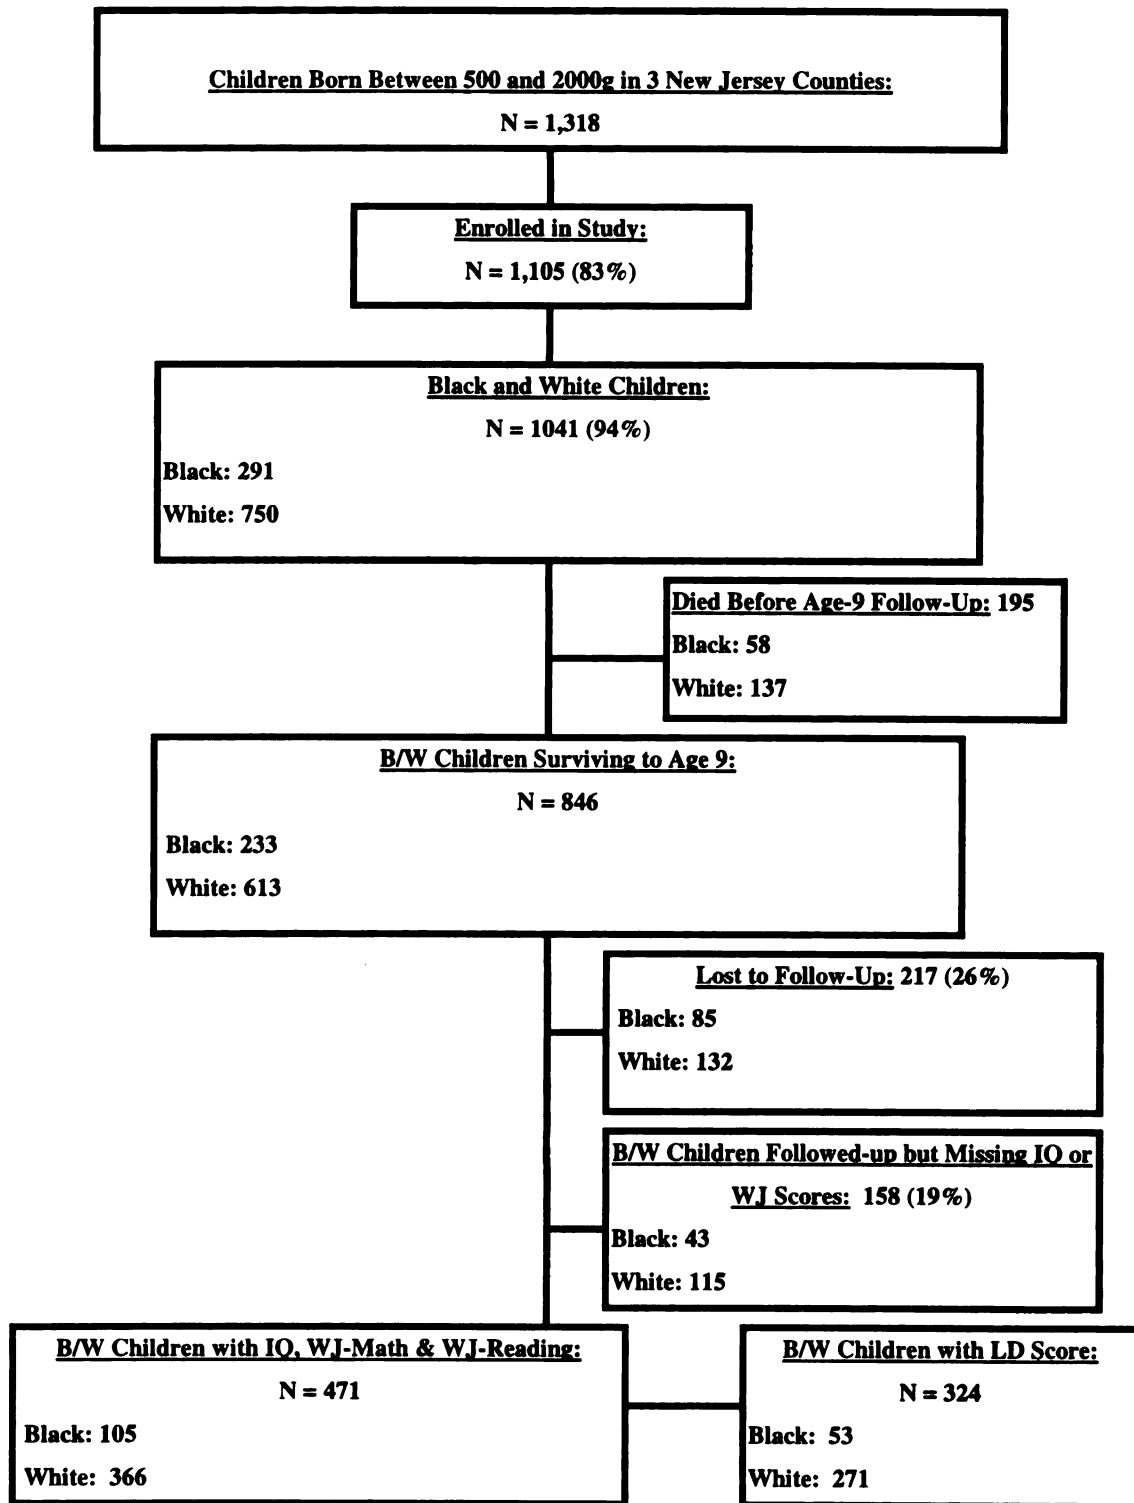 Children Born Between 500 and 2000g in 3 New Jersey Counties:
N = 1,318
Enrolled in Study:
N = 1,105 (83%)
Black and White Children:
N = 1041 (94%)
Black: 291
White: 750
Died Before Age-9 Follow-Up: 195
Black: 58
White: 137
B/W Children Surviving to Age 9:
N = 846
Black: 233
White: 613
Lost to Follow-Up: 217 (26%)
Black: 85
White: 132
B/W Children Followed-up but Missing IQ or
WJ Scores: 158 (19%)
Black: 43
White: 115
B/W Children with IQ, WJ-Math & WJ-Reading:
N = 471
Black: 105
White: 366
B/W Children with LD Score:
N = 324
Black: 53
White: 271